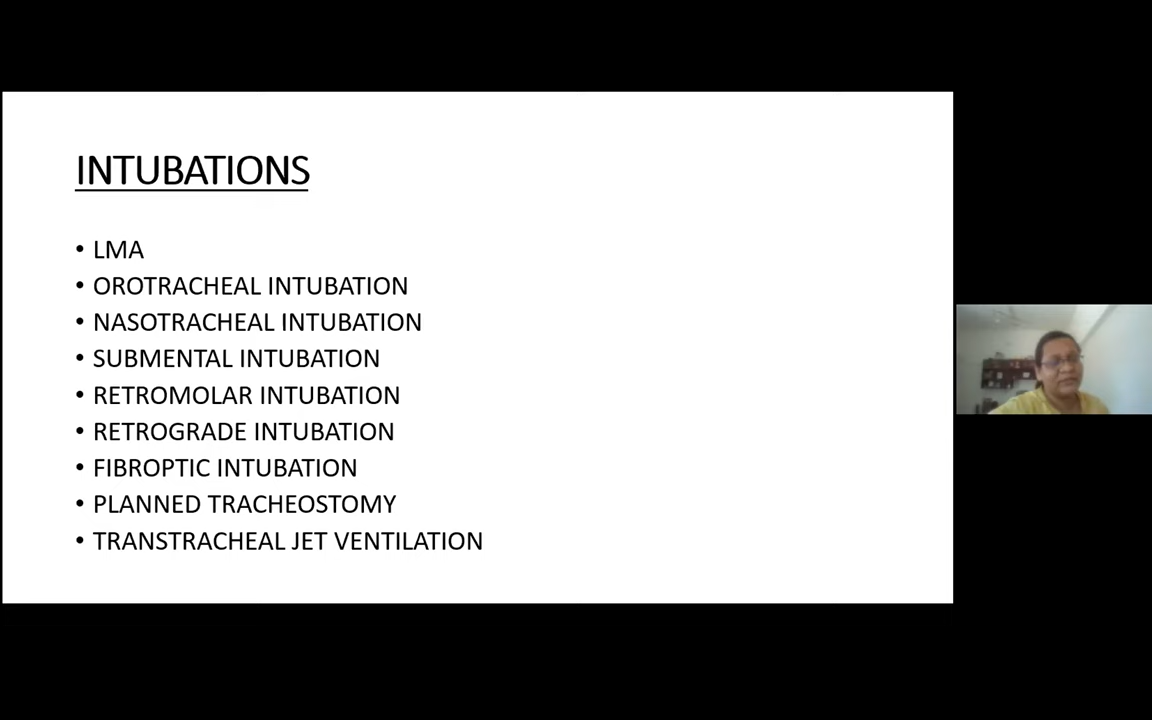 INTUBATIONS
• LMA
• OROTRACHEAL INTUBATION
• NASOTRACHEAL INTUBATION
• SUBMENTAL INTUBATION
• RETROMOLAR INTUBATION
• RETROGRADE INTUBATION
• FIBROPTIC INTUBATION
• PLANNED TRACHEOSTOMY
• TRANSTRACHEAL JET VENTILATION